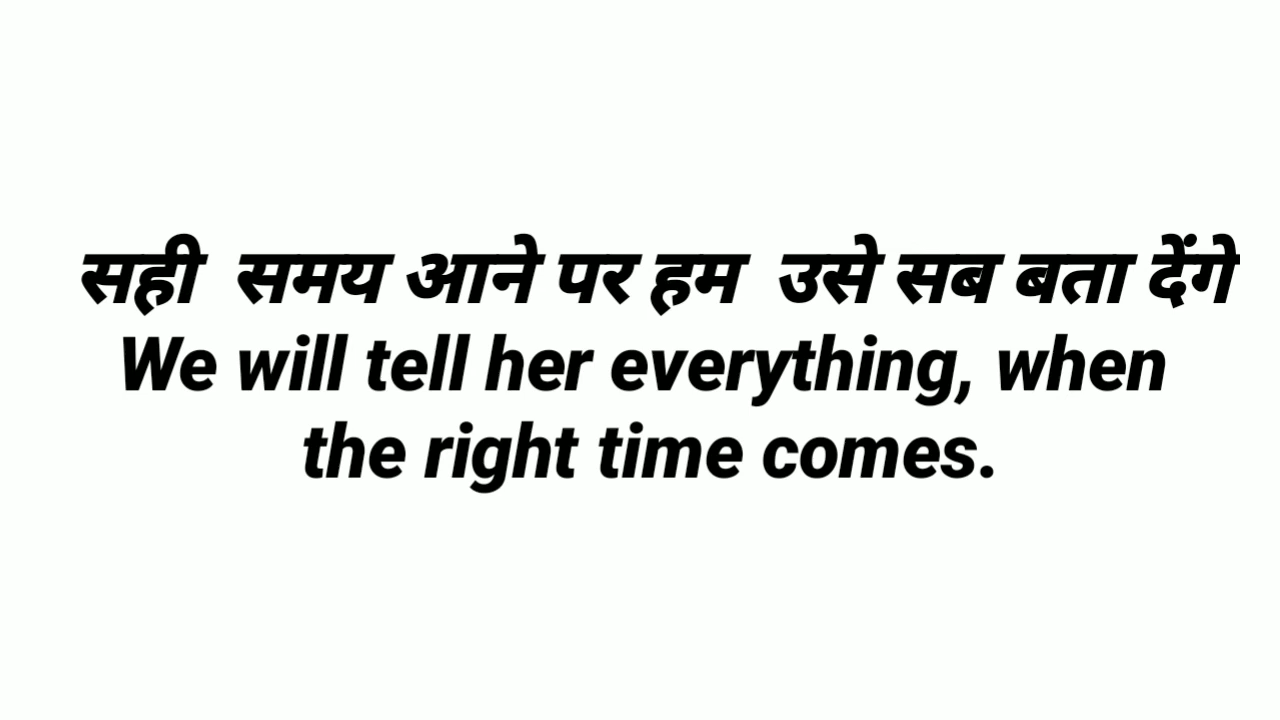 सही समय आने पर हम उसे सब बता देंगे
We will tell her everything, when
the right time comes.